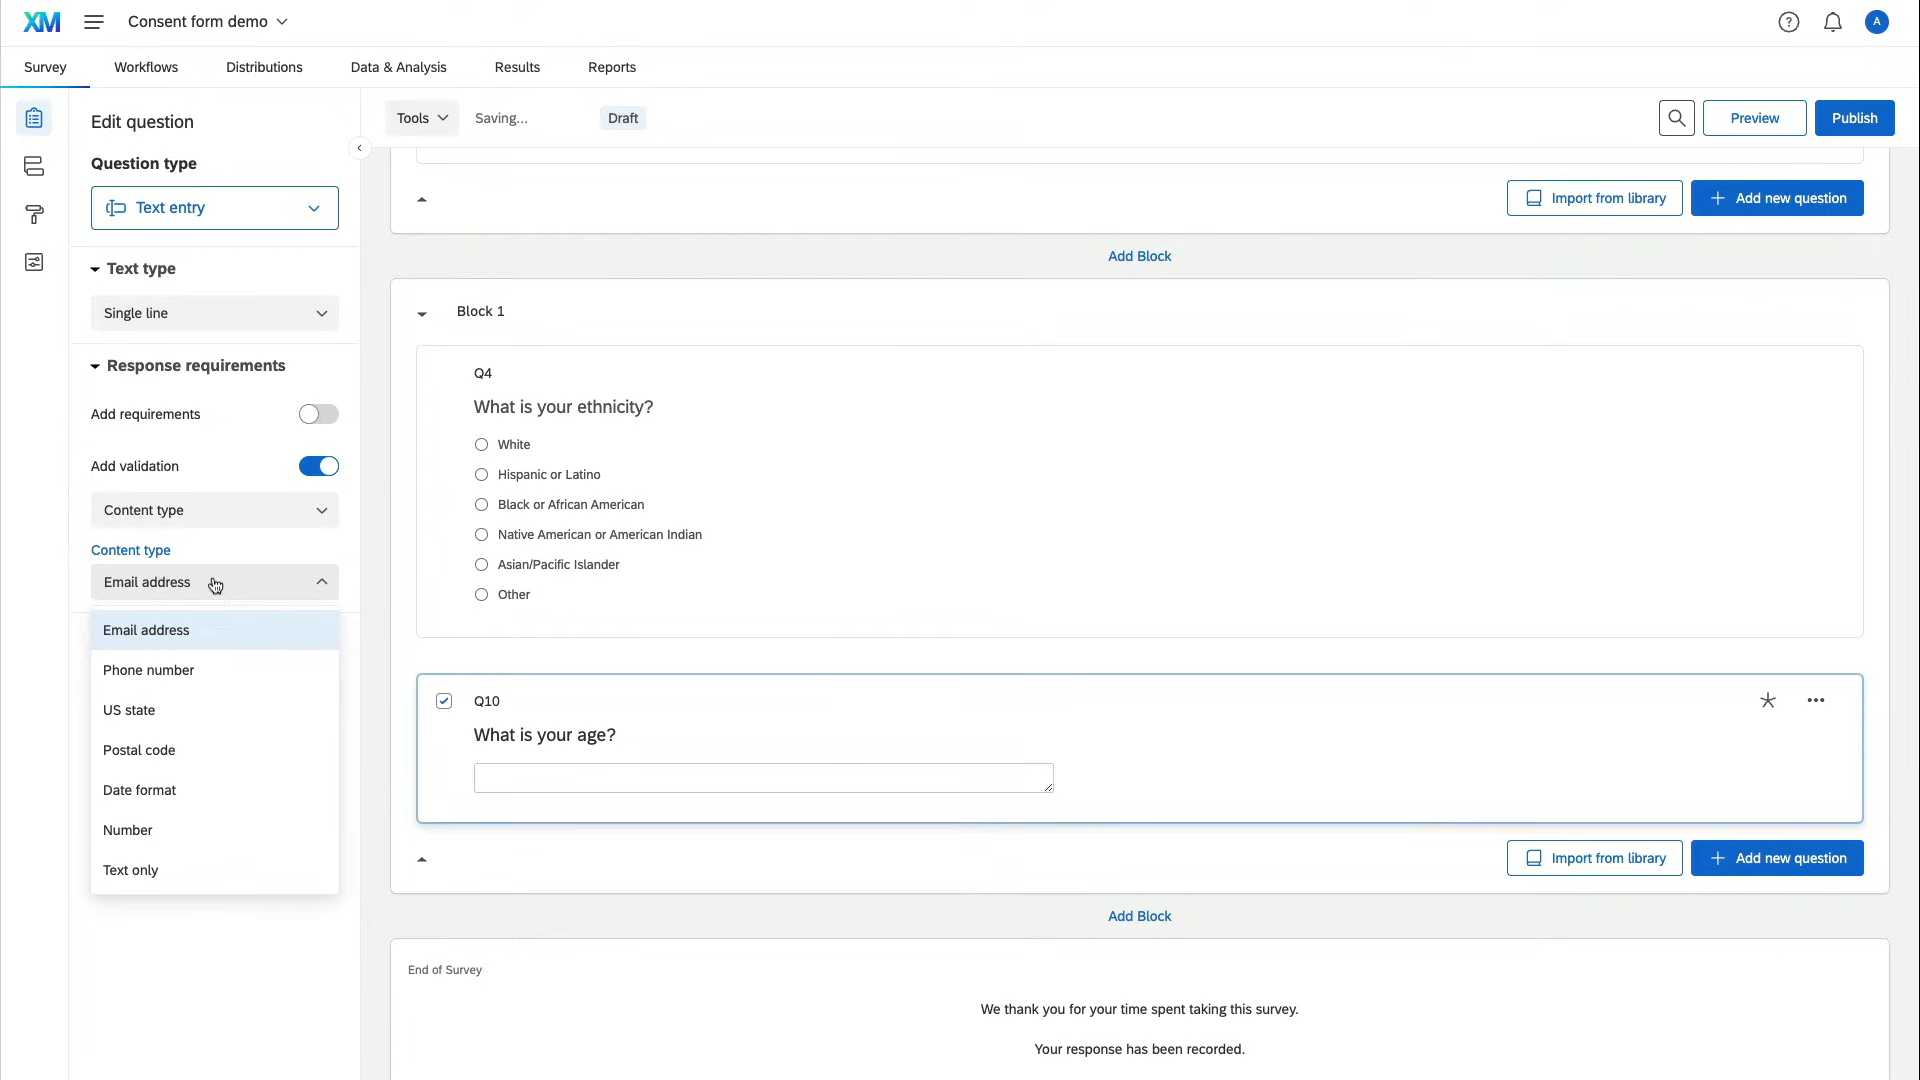 XM
Consent form demo
A
Survey
Workflows
Distributions
Data & Analysis
Results
Reports
Edit question
Question type
Text entry
Text type
Single line
Response requirements
Add requirements
Add validation
Content type
Content type
Email address
Email address
Phone number
US state
Postal code
Date format
Number
Text only
Tools
Saving...
Draft
Preview
Publish
Import from library
Add new question
Add Block
Block 1
Q4
What is your ethnicity?
White
Hispanic or Latino
Black or African American
Native American or American Indian
Asian/Pacific Islander
Other
Q10
What is your age?
Import from library
Add new question
Add Block
End of Survey
We thank you for your time spent taking this survey.
Your response has been recorded.